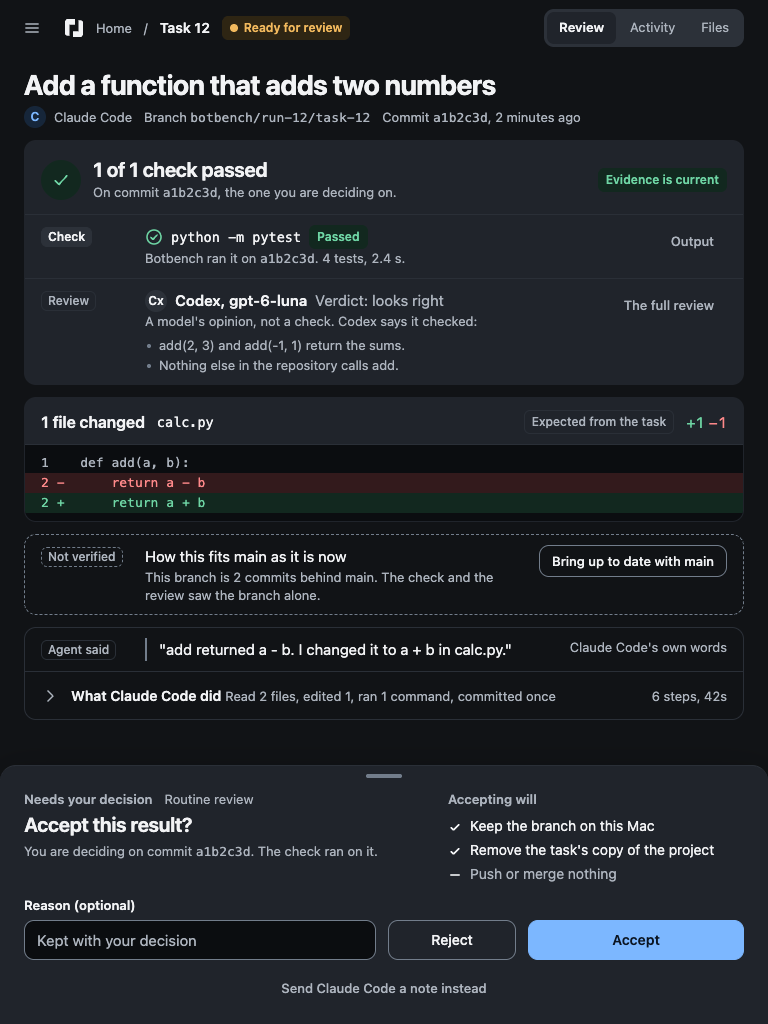 Home / Task 12 Ready for review Review Activity Files
Add a function that adds two numbers
C Claude Code Branch botbench/run-12/task-12 Commit a1b2c3d, 2 minutes ago
1 of 1 check passed
On commit a1b2c3d, the one you are deciding on.
Evidence is current
Check python -m pytest Passed Output
Botbench ran it on a1b2c3d. 4 tests, 2.4 s.
Review Cx Codex, gpt-6-luna Verdict: looks right The full review
A model's opinion, not a check. Codex says it checked:
• add(2, 3) and add(-1, 1) return the sums.
• Nothing else in the repository calls add.
1 file changed calc.py Expected from the task +1 −1
1 def add(a, b):
2 − return a − b
2 + return a + b
Not verified How this fits main as it is now Bring up to date with main
This branch is 2 commits behind main. The check and the
review saw the branch alone.
Agent said "add returned a - b. I changed it to a + b in calc.py." Claude Code's own words
What Claude Code did Read 2 files, edited 1, ran 1 command, committed once 6 steps, 42s
Needs your decision Routine review
Accept this result?
You are deciding on commit a1b2c3d. The check ran on it.
Accepting will
Keep the branch on this Mac
Remove the task's copy of the project
Push or merge nothing
Reason (optional)
Kept with your decision Reject Accept
Send Claude Code a note instead